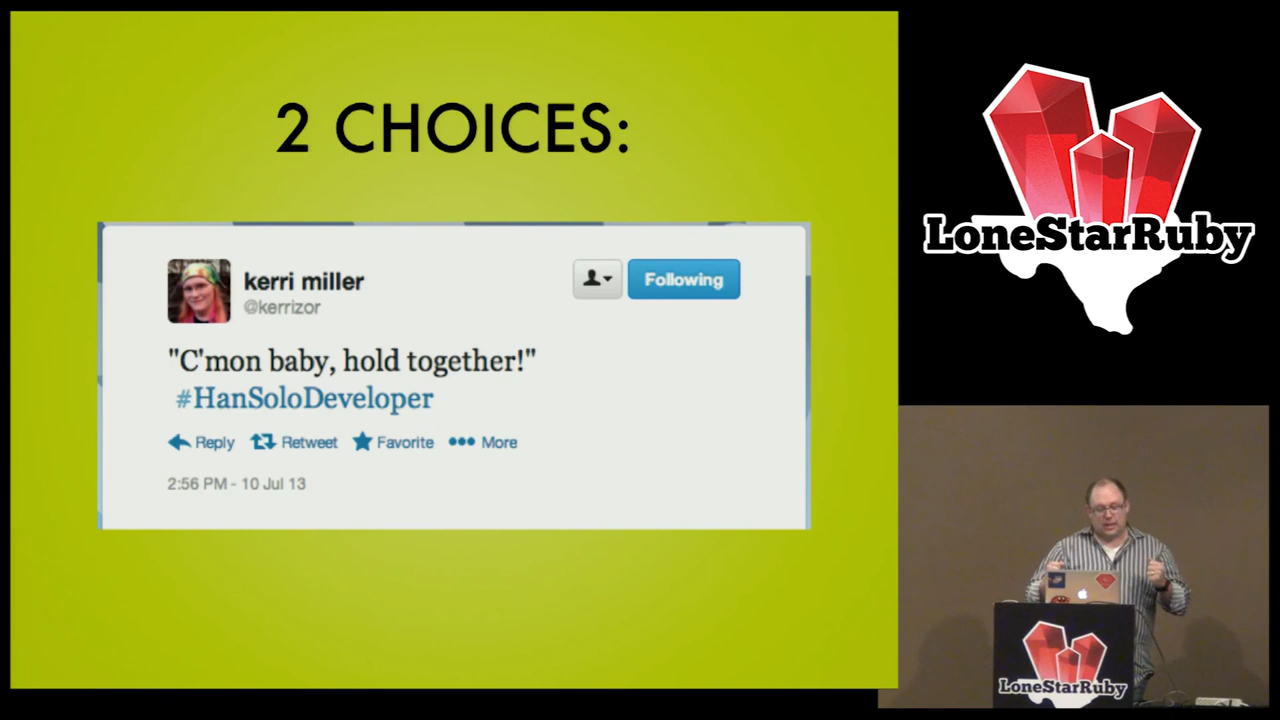 2 CHOICES:
kerri miller
@kerrizor
Following
"C'mon baby, hold together!"
#HanSoloDeveloper
Reply Retweet Favorite More
2:56 PM - 10 Jul 13
LoneStarRuby
LoneStarRuby